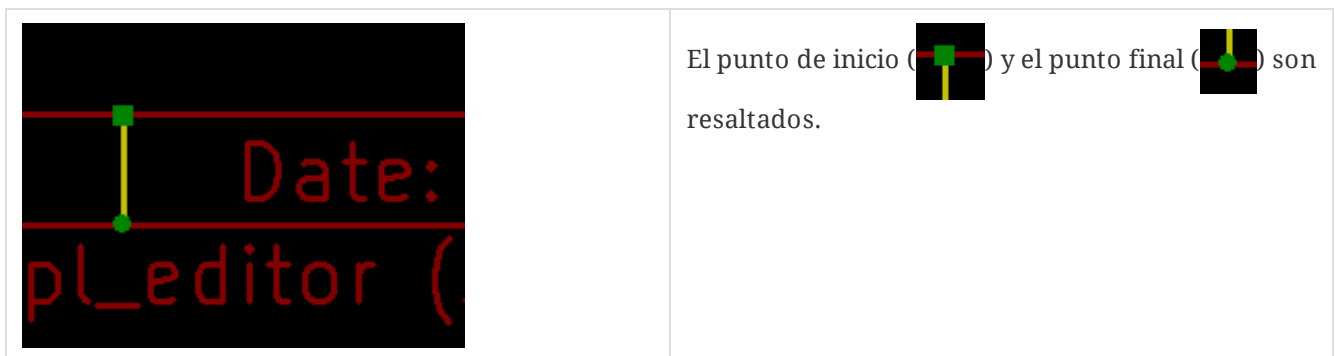 Date:
pl_editor (
El punto de inicio ( ) y el punto final ( ) son
resaltados.